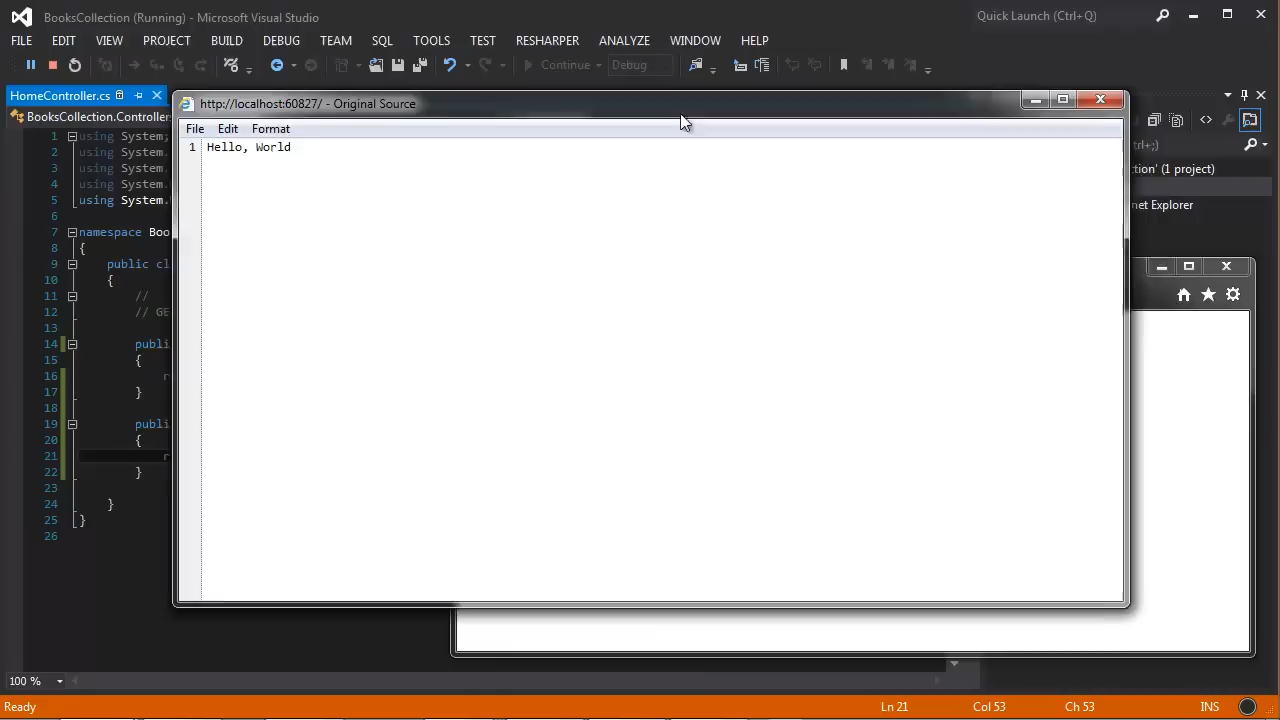 BooksCollection (Running) - Microsoft Visual Studio
Quick Launch (Ctrl+Q)
FILE EDIT VIEW PROJECT BUILD DEBUG TEAM SQL TOOLS TEST RESHARPER ANALYZE WINDOW HELP
Continue Debug
HomeController.cs
BooksCollection.Controller
http://localhost:60827/ - Original Source
File Edit Format
1 Hello, World
1 using System;
2 using System.
3 using System.
4 using System.
5 using System.
6
7 namespace Boo
8 {
9 public cl
10 {
11 //
12 // GE
13
14 publi
15 {
16 r
17 }
18
19 publi
20 {
21 r
22 }
23
24 }
25 }
26
trl+;)
tion' (1 project)
net Explorer
100 %
Ready Ln 21 Col 53 Ch 53 INS